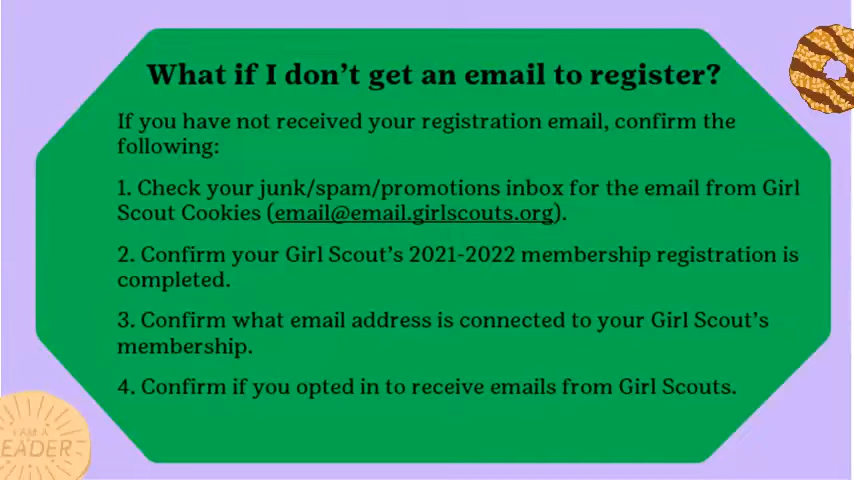 What if I don’t get an email to register?
If you have not received your registration email, confirm the
following:
1. Check your junk/spam/promotions inbox for the email from Girl
Scout Cookies (email@email.girlscouts.org).
2. Confirm your Girl Scout’s 2021-2022 membership registration is
completed.
3. Confirm what email address is connected to your Girl Scout’s
membership.
4. Confirm if you opted in to receive emails from Girl Scouts.
I AM A
EADER